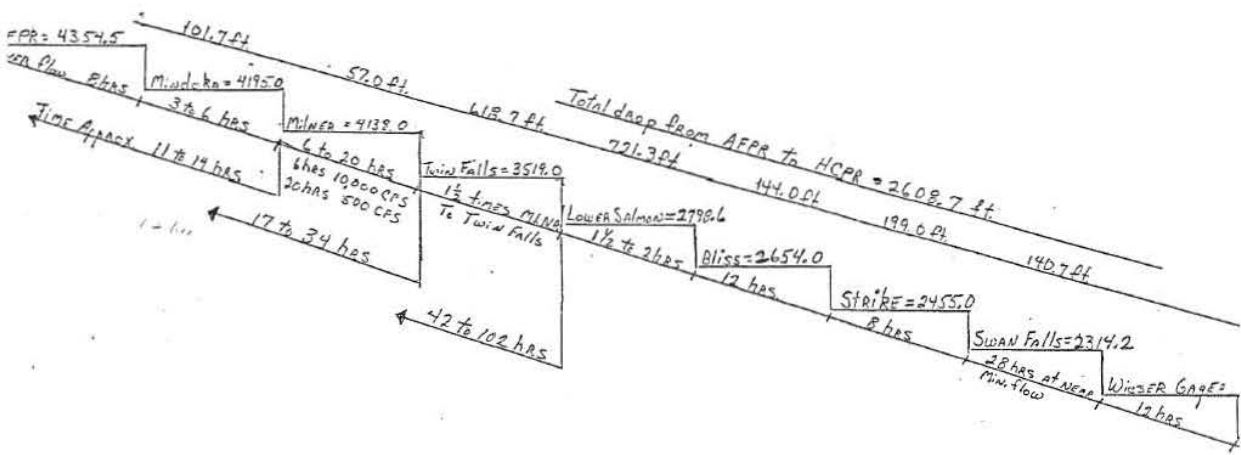 101.7 ft
57.0 ft.
618.7 ft.
721.3 ft
144.0 ft
199.0 ft.
140.7 ft
Total drop from AFPR to HCPR = 2608.7 ft.
FPR = 4354.5
flow 8 hrs
Minidoka = 4195.0
3 to 6 hrs
Milner = 4138.0
6 to 20 hrs
6 hrs 10,000 CFS
20 hrs 500 CFS
Twin Falls = 3519.0
1½ times
To Twin Falls
Lower Salmon = 2798.6
1½ to 2 hrs
Bliss = 2654.0
12 hrs.
Strike = 2455.0
8 hrs
Swan Falls = 2314.2
28 hrs at near
Min. flow
Wieser Gage =
12 hrs
Time Approx 11 to 14 hrs
17 to 34 hrs
42 to 102 hrs